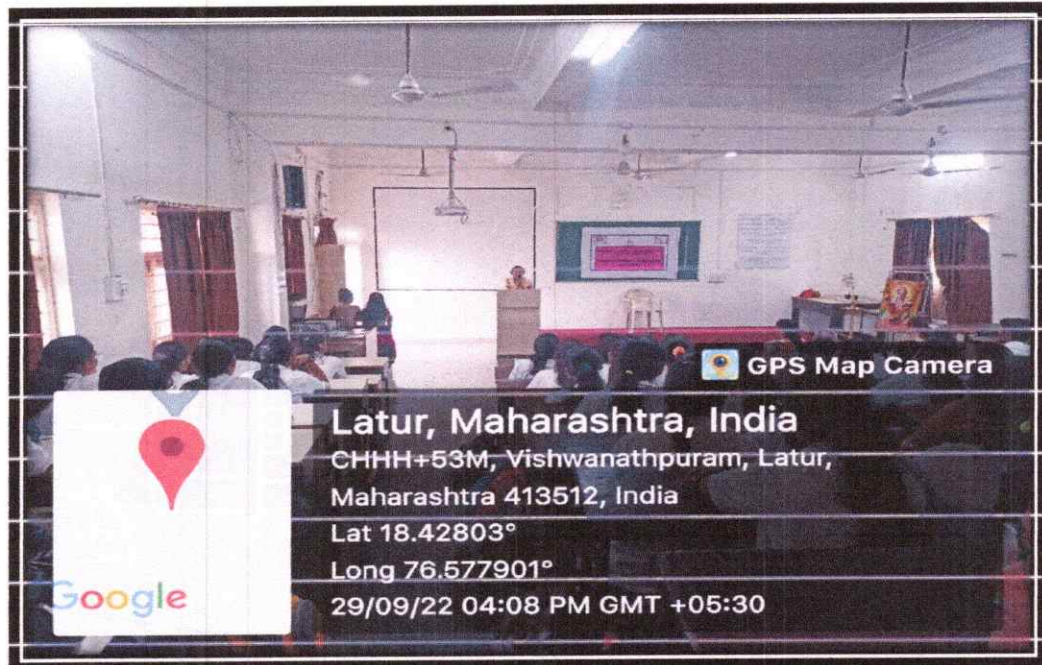 GPS Map Camera
Latur, Maharashtra, India
CHHH+53M, Vishwanathpuram, Latur,
Maharashtra 413512, India
Lat 18.42803°
Long 76.577901°
29/09/22 04:08 PM GMT +05:30
Google